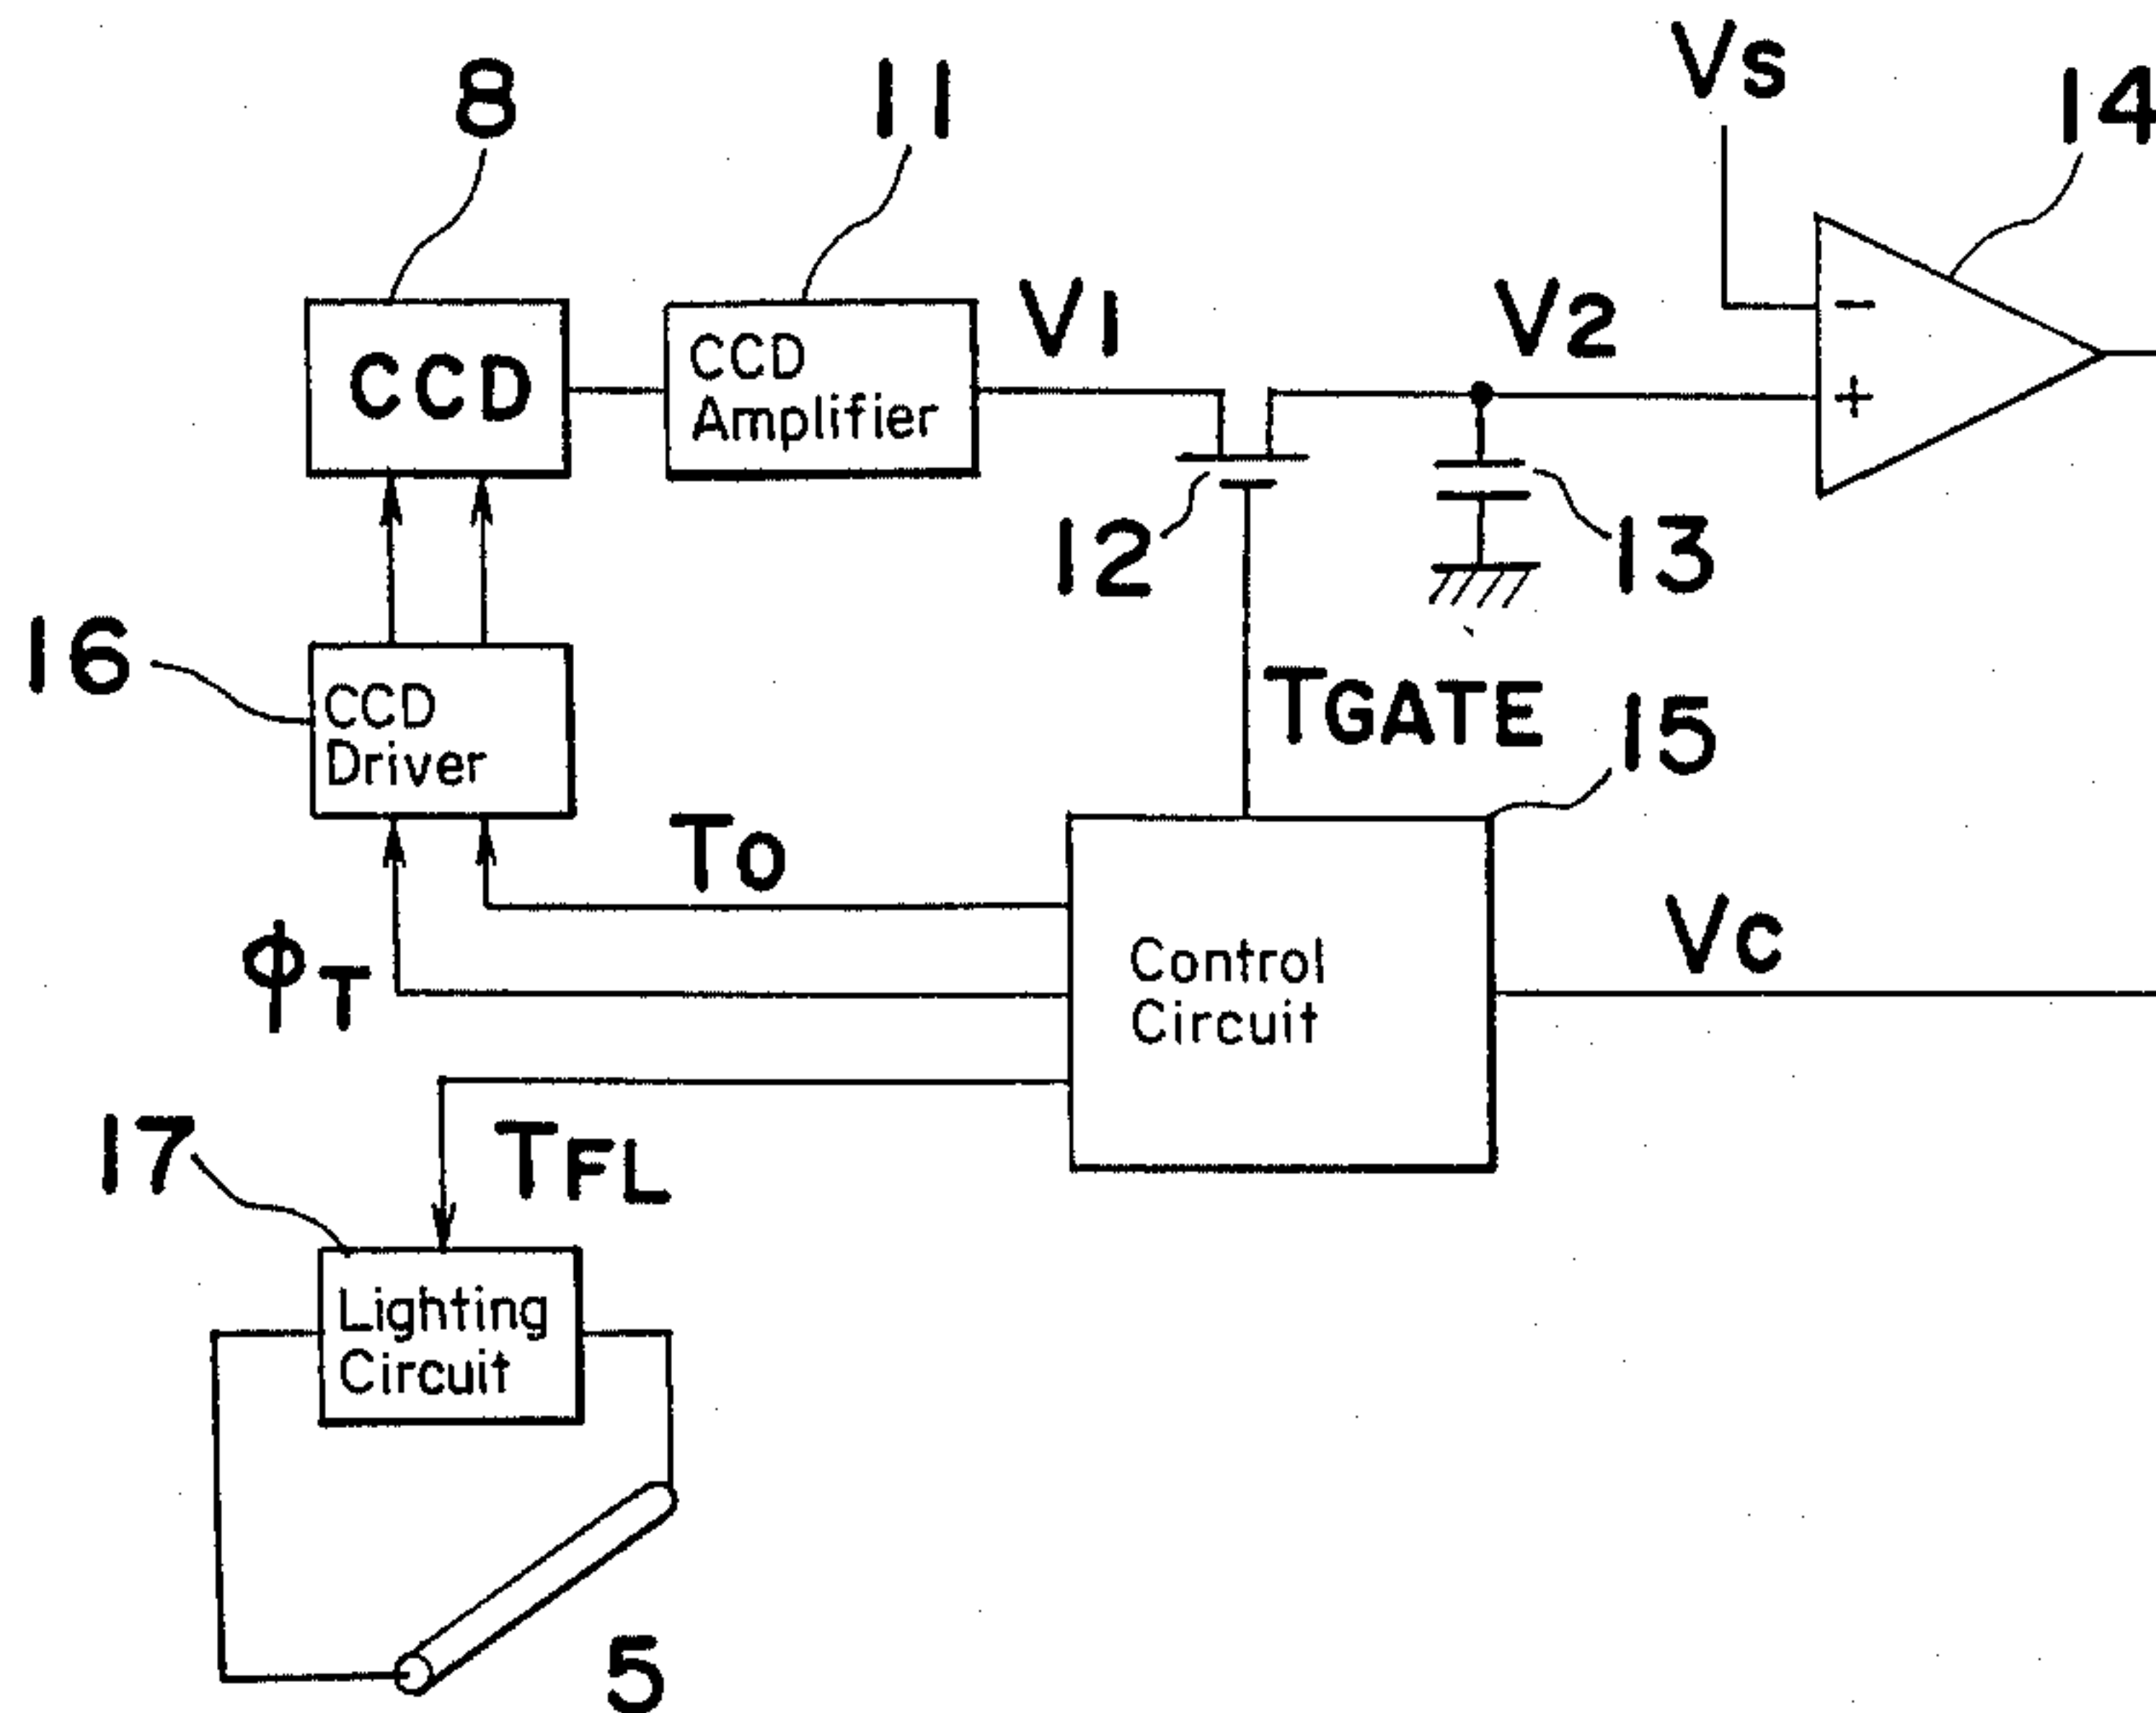 8
11
Vs
14
CCD
CCD
Amplifier
V1
V2
−
+
12
13
16
CCD
Driver
TGATE
15
To
Control
Circuit
Vc
ϕT
17
TFL
Lighting
Circuit
5